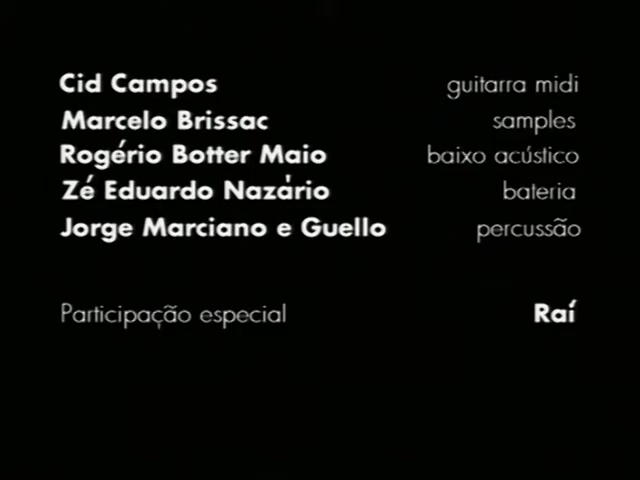 Cid Campos guitarra midi
Marcelo Brissac samples
Rogério Botter Maio baixo acústico
Zé Eduardo Nazário bateria
Jorge Marciano e Guello percussão
Participação especial Raí